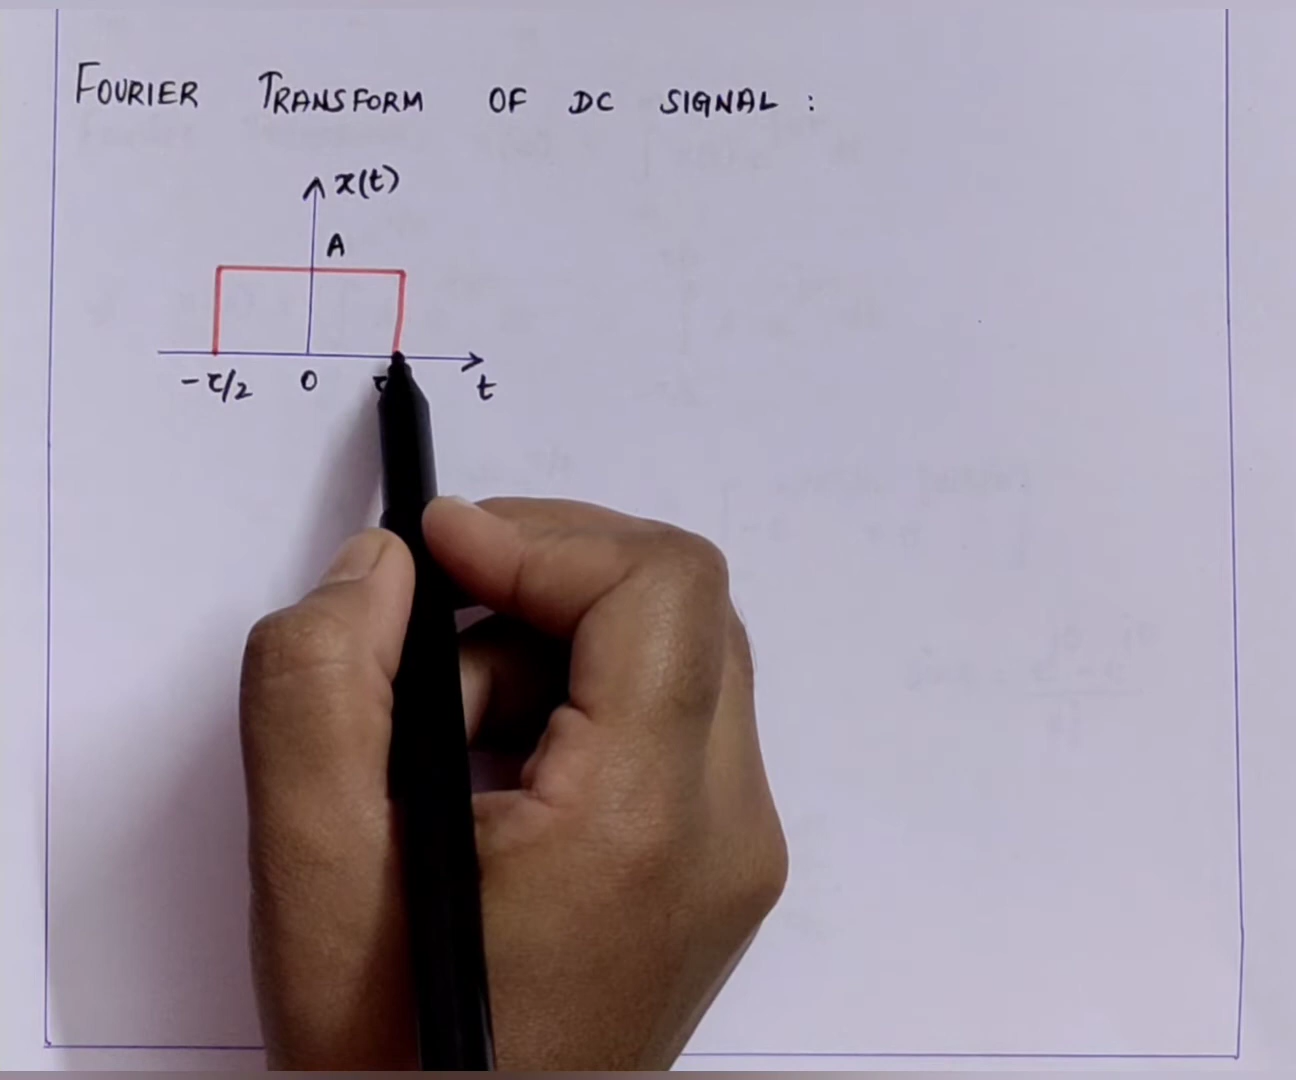 FOURIER TRANSFORM OF DC SIGNAL :
x(t)
A
-τ/2 0 t